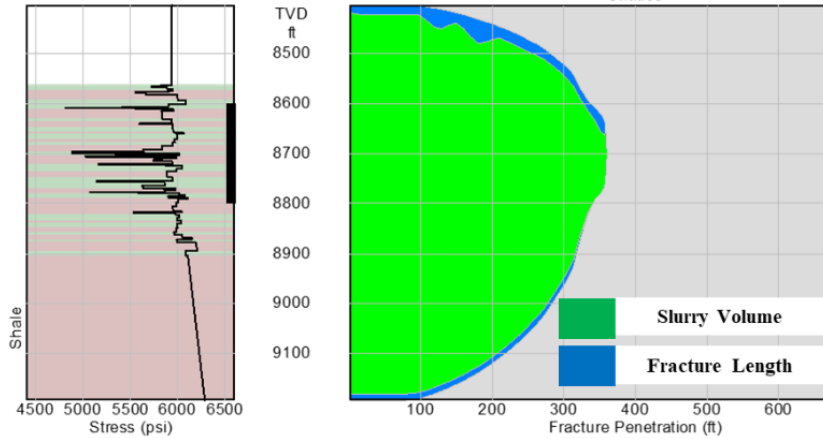 TVD
ft
8500
8600
8700
8800
8900
9000
9100
Shale
4500 5000 5500 6000 6500
Stress (psi)
Slurry Volume
Fracture Length
100 200 300 400 500 600
Fracture Penetration (ft)